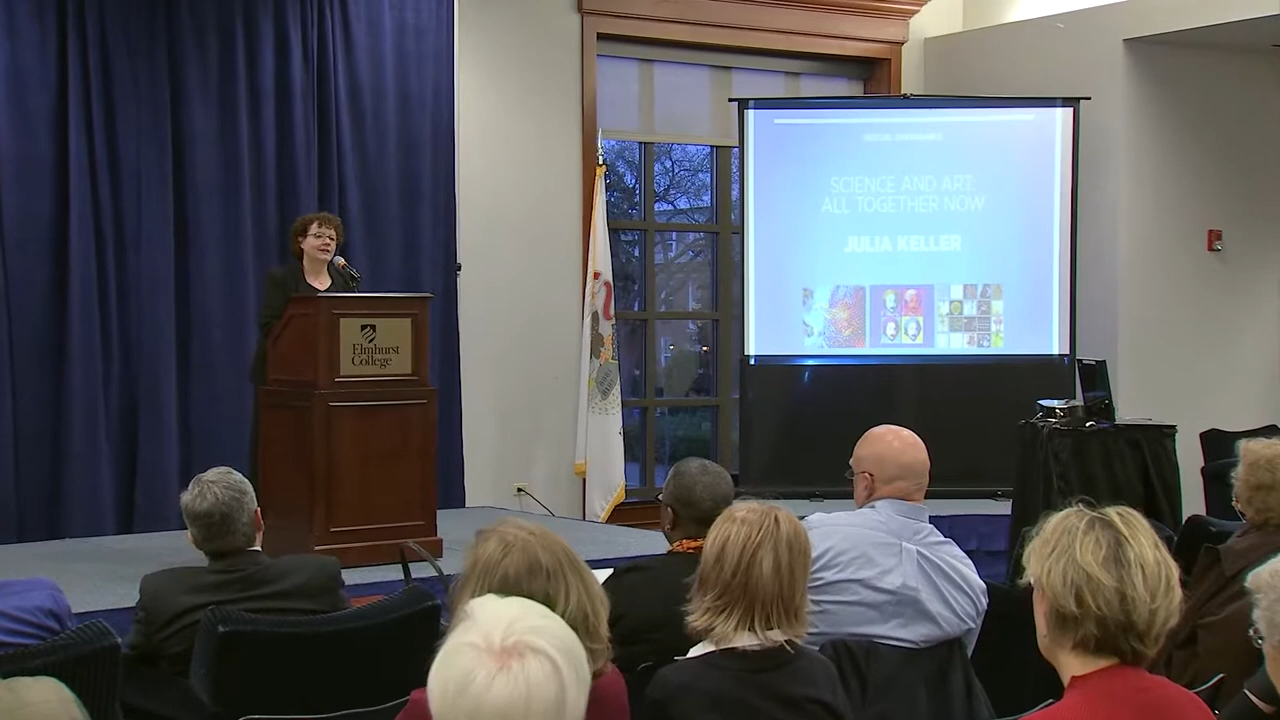 Elmhurst
College
SCIENCE AND ART:
ALL TOGETHER NOW
JULIA KELLER